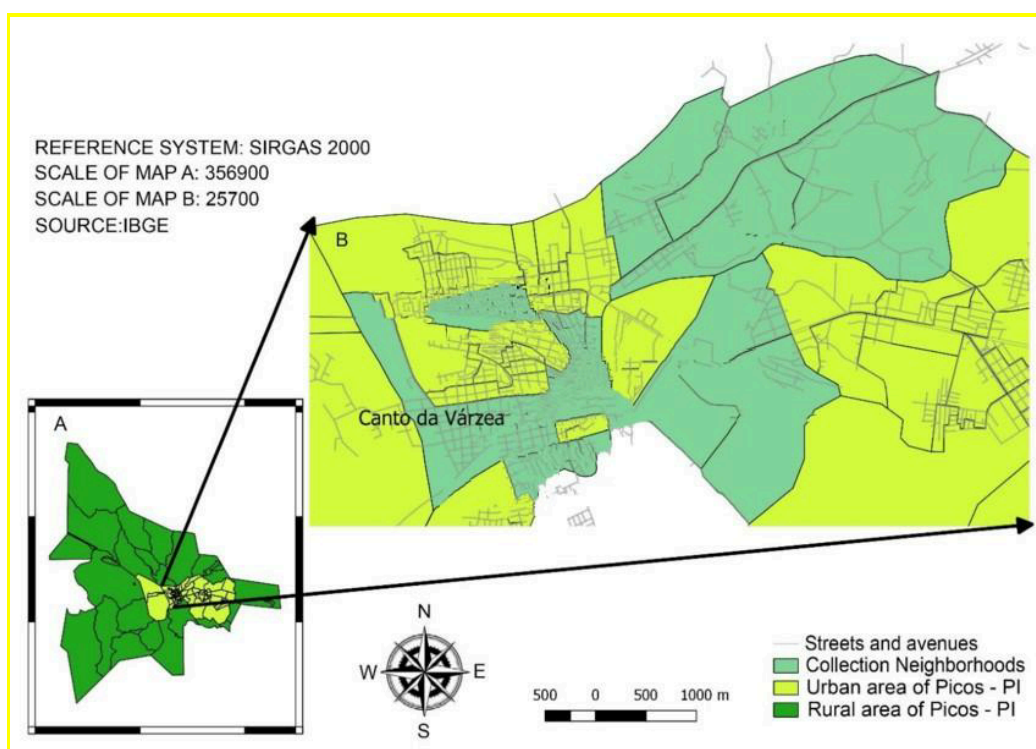 REFERENCE SYSTEM: SIRGAS 2000
SCALE OF MAP A: 356900
SCALE OF MAP B: 25700
SOURCE:IBGE
B
Canto da Várzea
A
N
W E
S
500 0 500 1000 m
Streets and avenues
Collection Neighborhoods
Urban area of Picos - PI
Rural area of Picos - PI